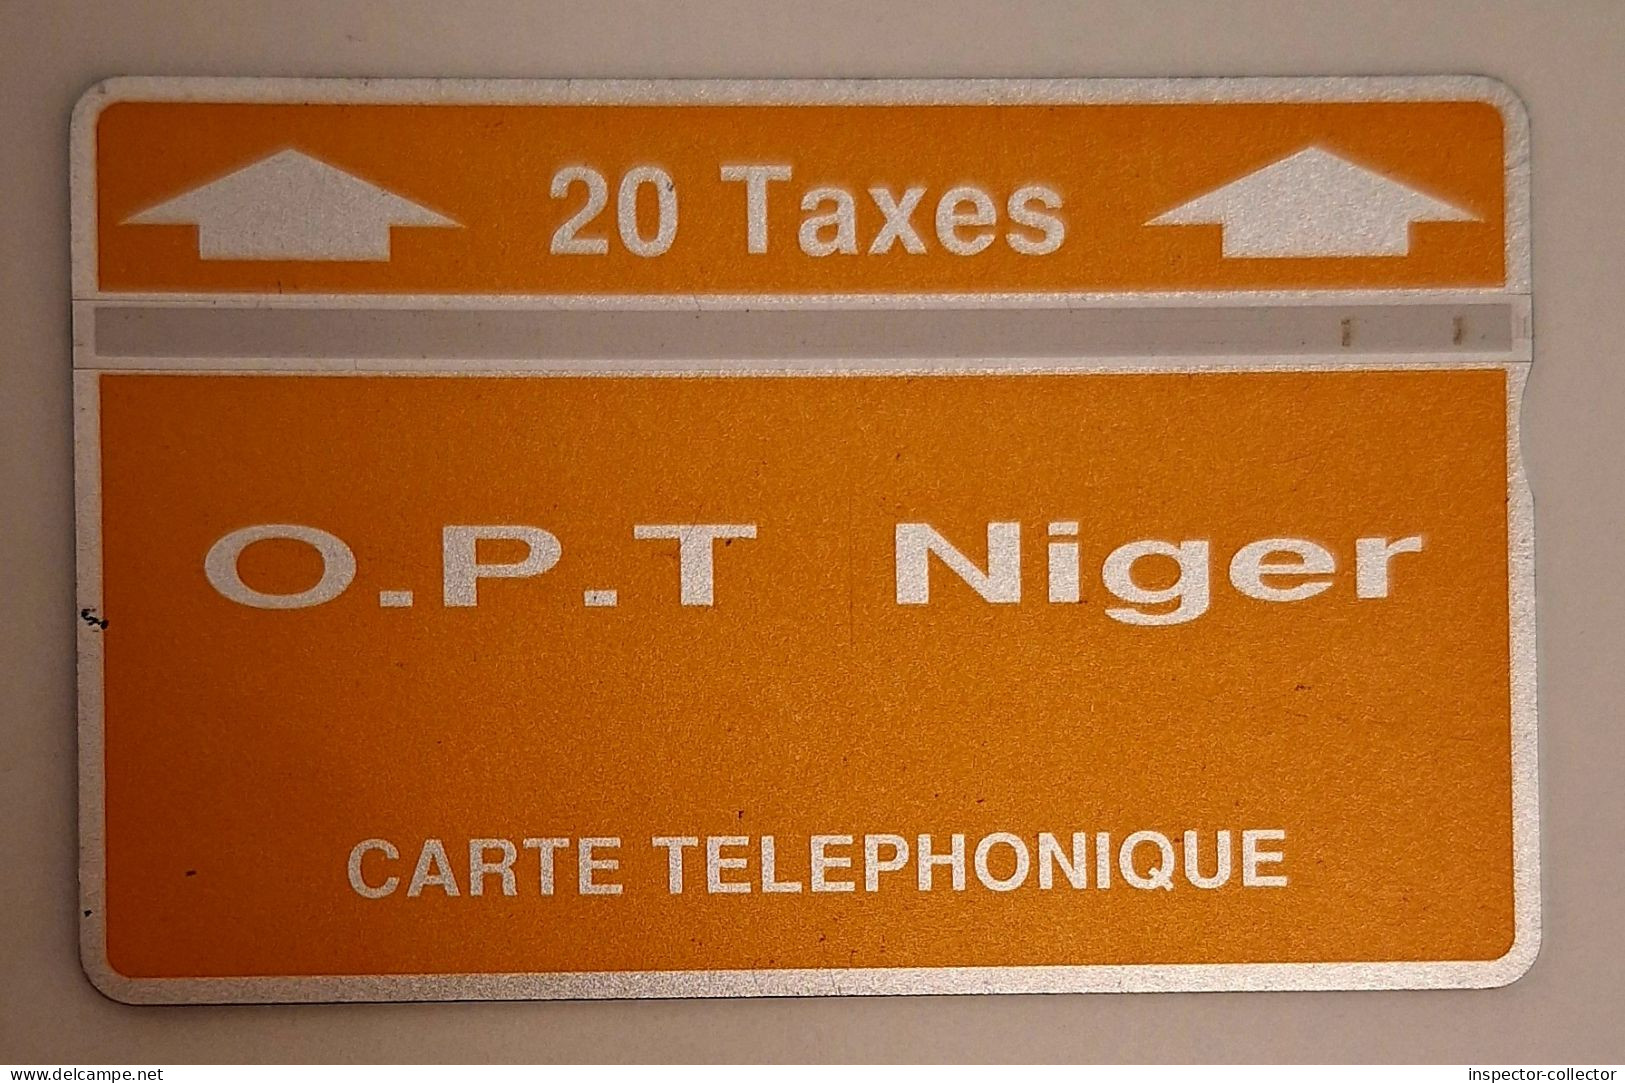 20 Taxes
O.P.T Niger
CARTE TELEPHONIQUE
www.delcampe.net
inspector-collector